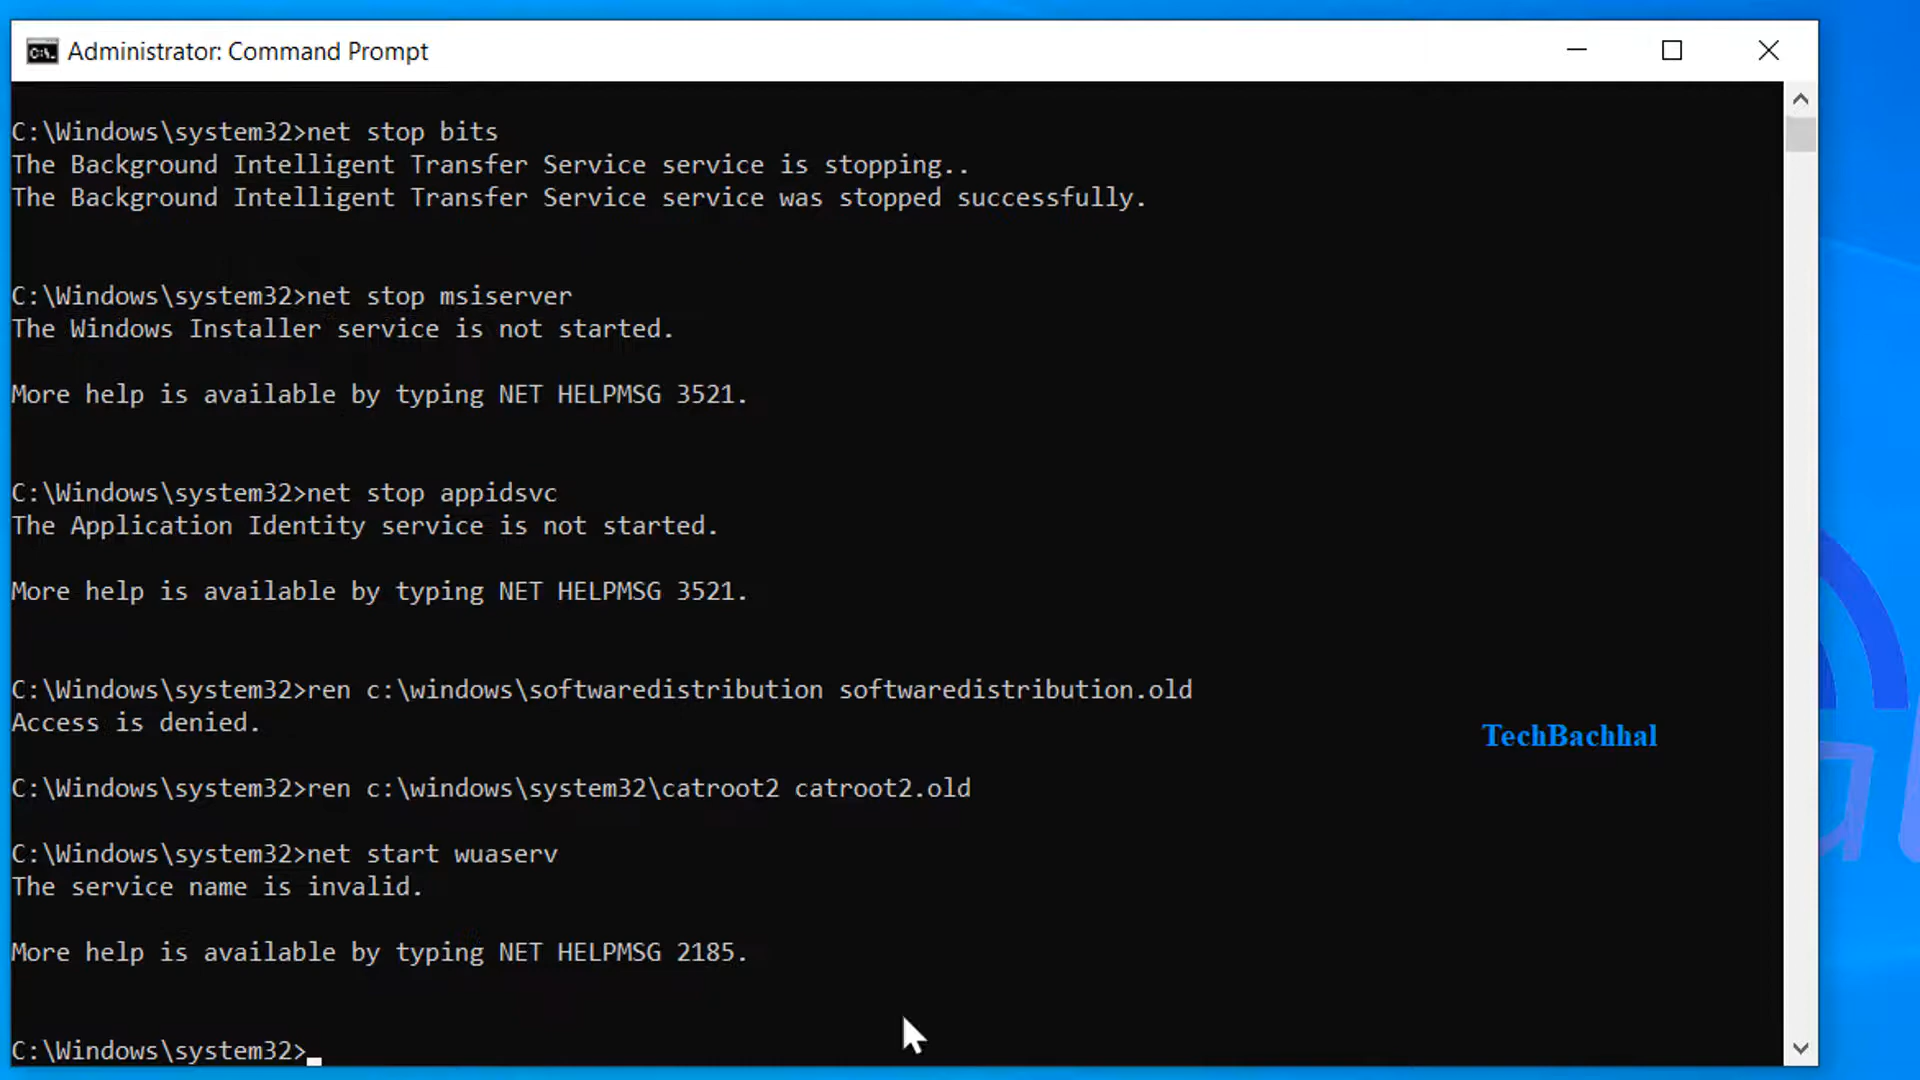 Administrator: Command Prompt
C:\Windows\system32>net stop bits
The Background Intelligent Transfer Service service is stopping..
The Background Intelligent Transfer Service service was stopped successfully.
C:\Windows\system32>net stop msiserver
The Windows Installer service is not started.
More help is available by typing NET HELPMSG 3521.
C:\Windows\system32>net stop appidsvc
The Application Identity service is not started.
More help is available by typing NET HELPMSG 3521.
C:\Windows\system32>ren c:\windows\softwaredistribution softwaredistribution.old
Access is denied.
TechBachhal
C:\Windows\system32>ren c:\windows\system32\catroot2 catroot2.old
C:\Windows\system32>net start wuaserv
The service name is invalid.
More help is available by typing NET HELPMSG 2185.
C:\Windows\system32>